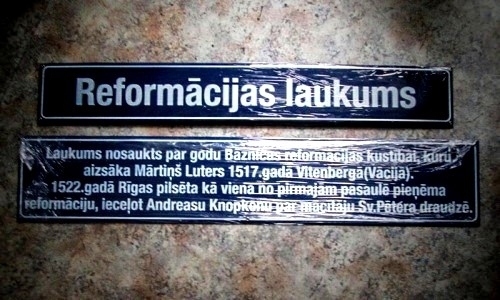 Reformācijas laukums
Laukums nosaukts par godu Baznīcas reformācijas kustībai, kuru
aizsāka Mārtiņš Luters 1517.gadā Vitenbergā(Vācija).
1522.gadā Rīgas pilsēta kā viena no pirmajām pasaulē pieņēma
reformāciju, ieceļot Andreasu Knopkenu par mācītāju Sv.Pētera draudzē.